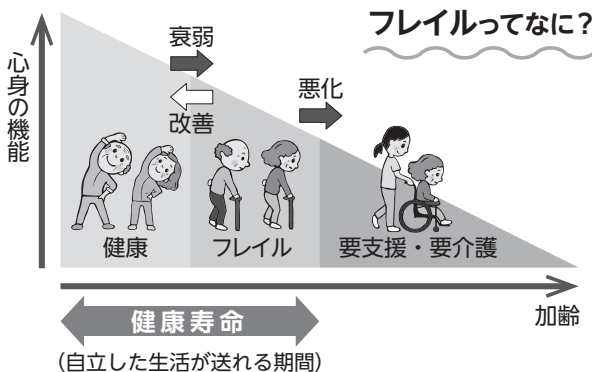 フレイルってなに?
心身の機能
衰弱
改善
悪化
健康
フレイル
要支援・要介護
加齢
健康寿命
(自立した生活が送れる期間)